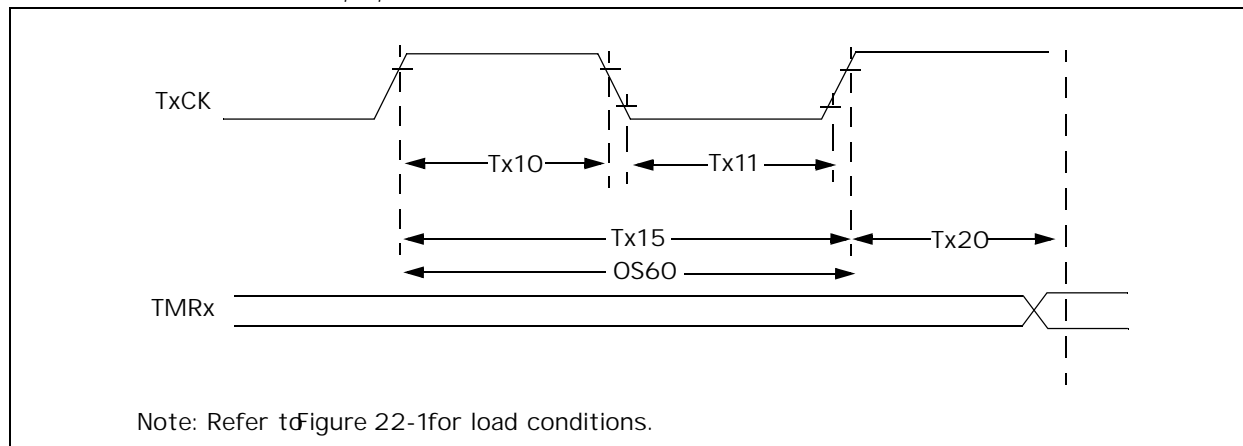 TxCK
Tx10
Tx11
Tx15
Tx20
OS60
TMRx
Note: Refer toFigure 22-1for load conditions.